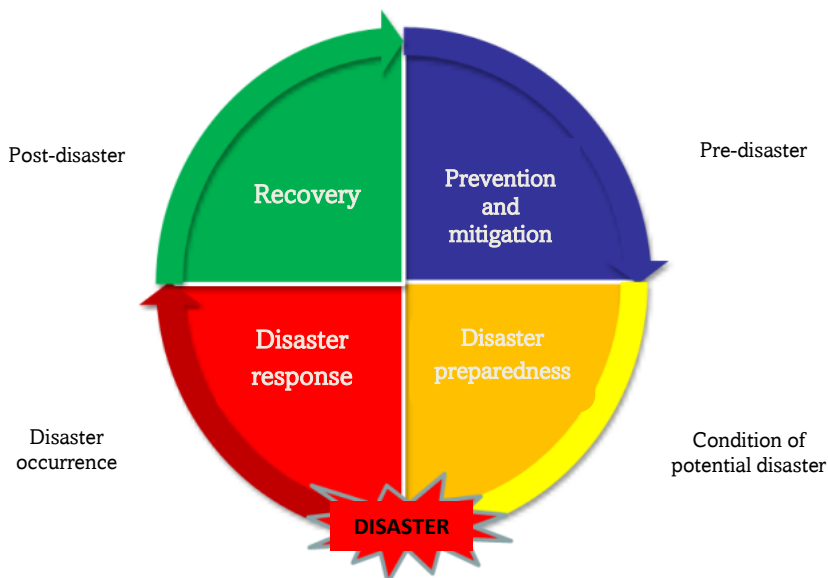 Post-disaster
Recovery
Prevention
and
mitigation
Pre-disaster
Disaster
occurrence
Disaster
response
Disaster
preparedness
Condition of
potential disaster
DISASTER